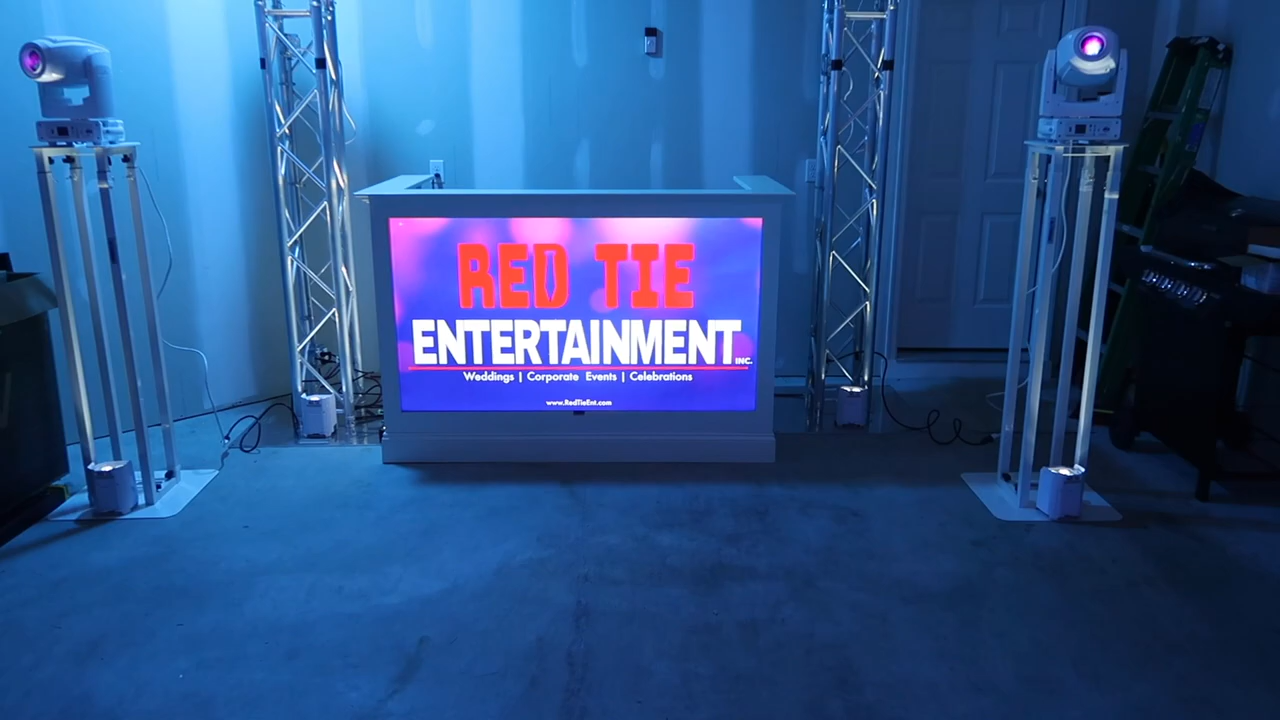 RED TIE
ENTERTAINMENT INC.
Weddings | Corporate Events | Celebrations
www.RedTieEnt.com